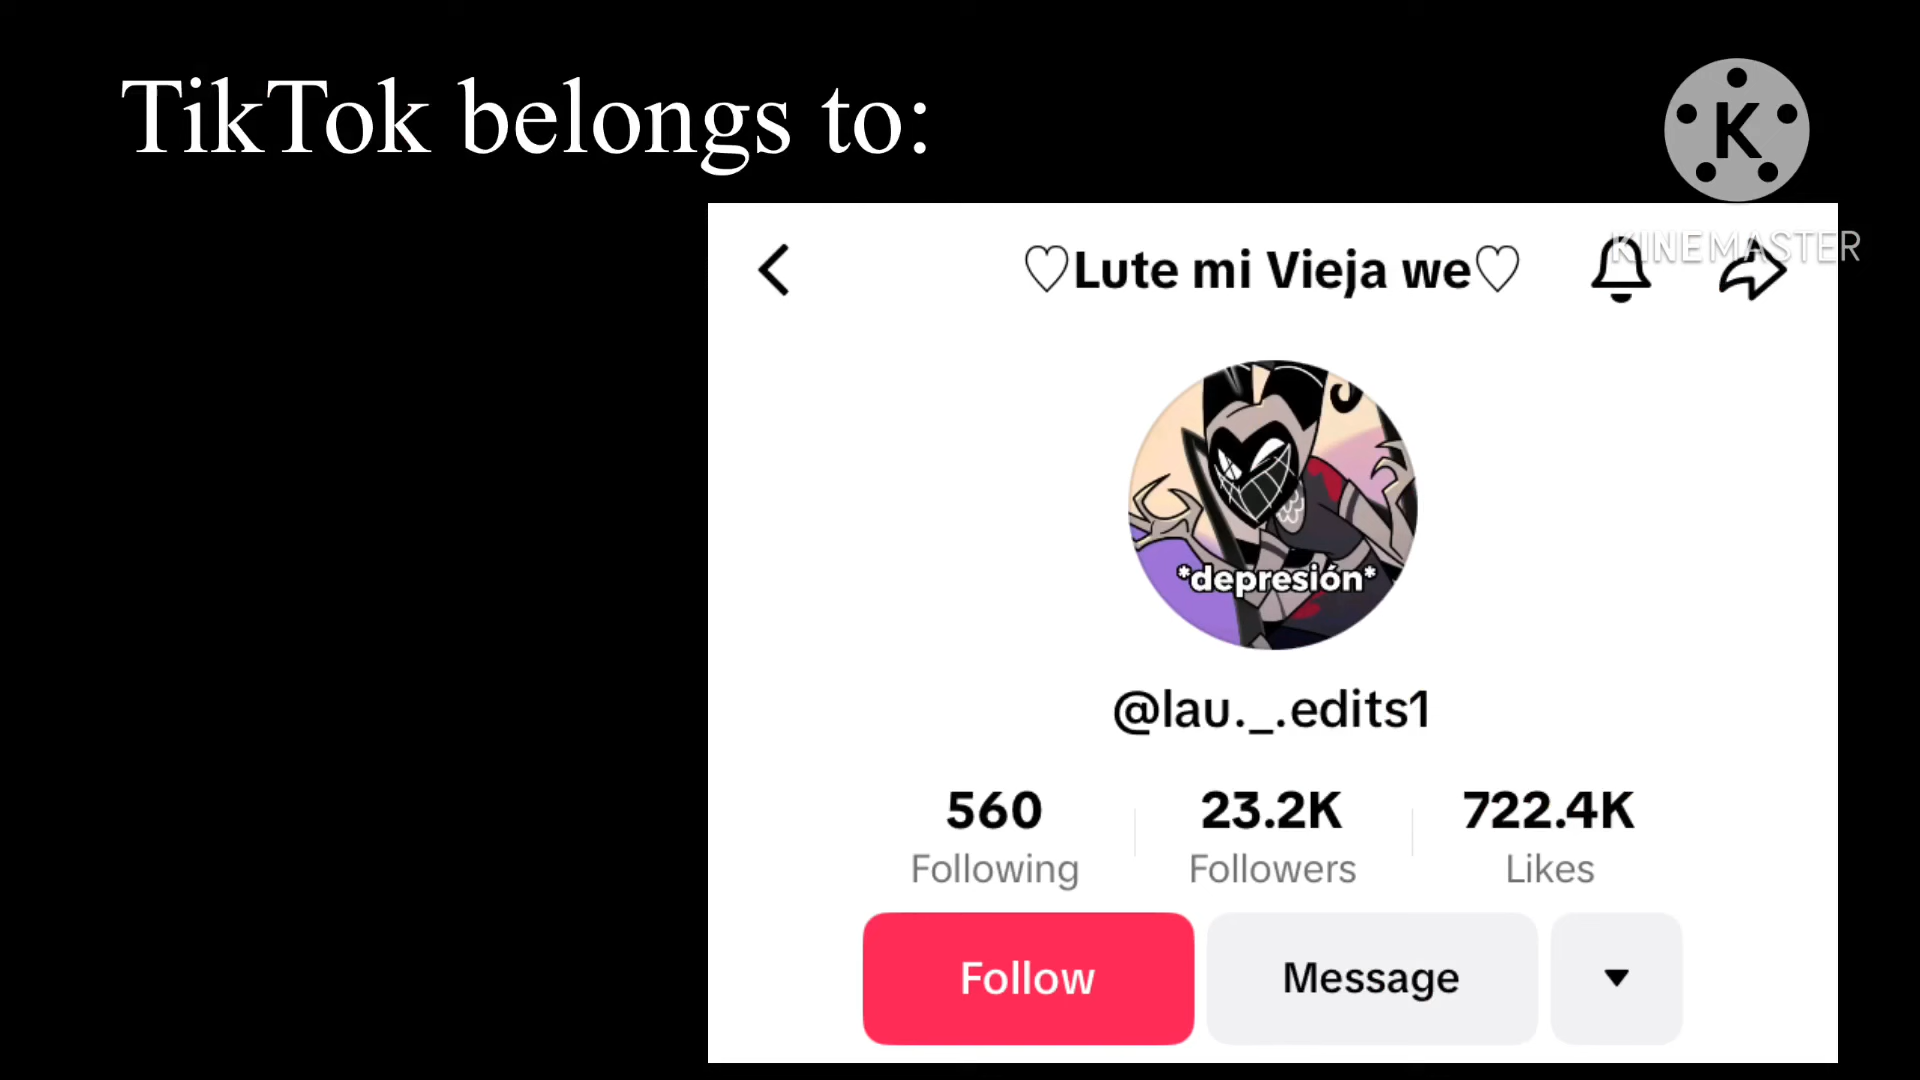 TikTok belongs to:
K
KINEMASTER
♡Lute mi Vieja we♡
*depresión*
@lau._.edits1
560 23.2K 722.4K
Following Followers Likes
Follow Message